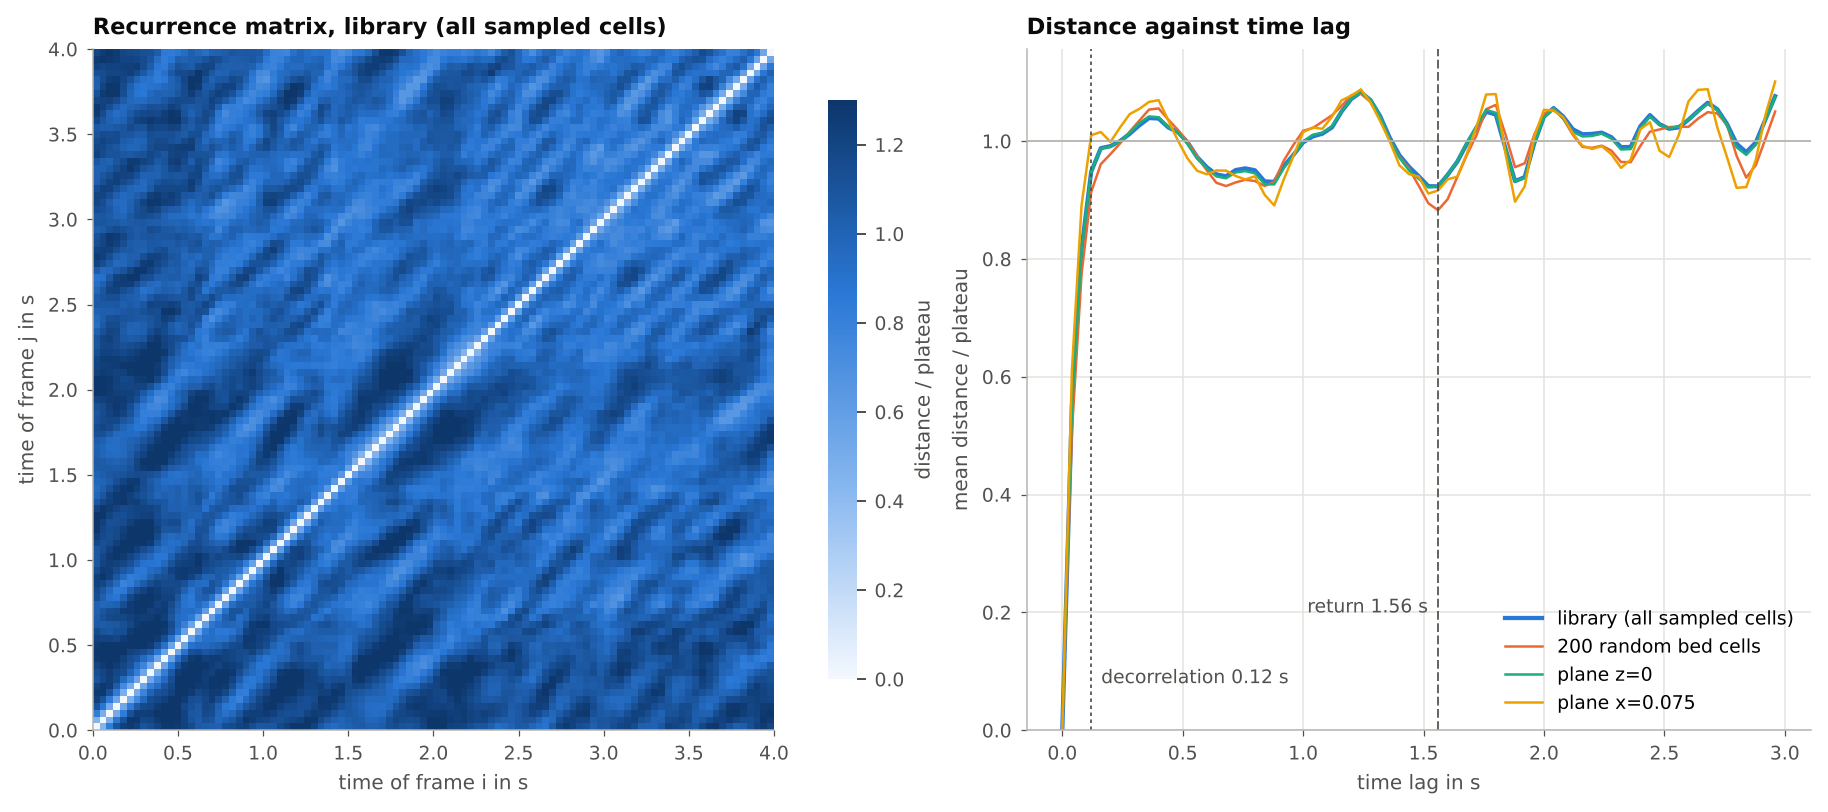 Recurrence matrix, library (all sampled cells)
4.0
3.5
3.0
2.5
2.0
1.5
1.0
0.5
0.0
time of frame j in s
0.0 0.5 1.0 1.5 2.0 2.5 3.0 3.5 4.0
time of frame i in s
1.2
1.0
0.8
0.6
0.4
0.2
0.0
distance / plateau
Distance against time lag
1.0
0.8
0.6
0.4
0.2
0.0
mean distance / plateau
return 1.56 s
decorrelation 0.12 s
library (all sampled cells)
200 random bed cells
plane z=0
plane x=0.075
0.0 0.5 1.0 1.5 2.0 2.5 3.0
time lag in s